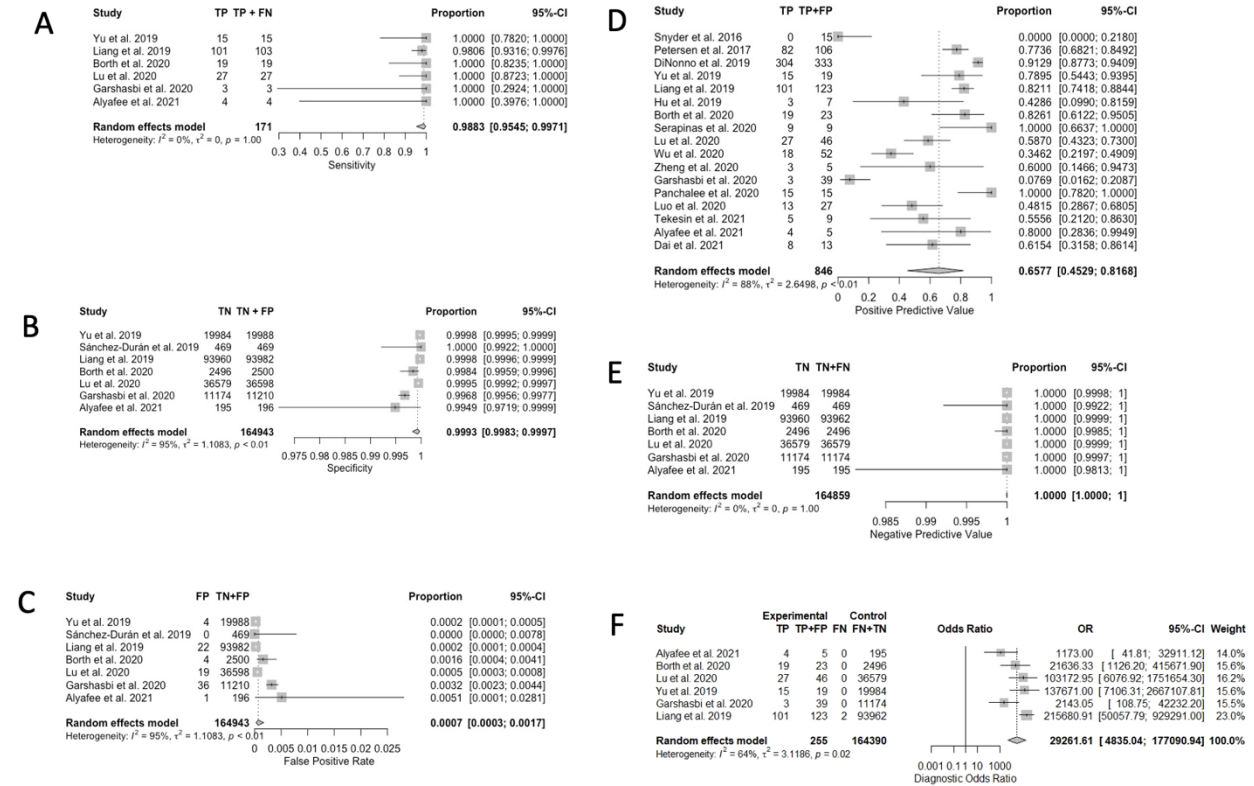 A
Study TP TP + FN Proportion 95%-CI
Yu et al. 2019 15 15 1.0000 [0.7820; 1.0000]
Liang et al. 2019 101 103 0.9806 [0.9316; 0.9976]
Borth et al. 2020 19 19 1.0000 [0.8235; 1.0000]
Lu et al. 2020 27 27 1.0000 [0.8723; 1.0000]
Garshasbi et al. 2020 3 3 1.0000 [0.2924; 1.0000]
Alyafee et al. 2021 4 4 1.0000 [0.3976; 1.0000]
Random effects model 171 0.9883 [0.9545; 0.9971]
Heterogeneity: I² = 0%, τ² = 0, p = 1.00
0.3 0.4 0.5 0.6 0.7 0.8 0.9 1
Sensitivity
B
Study TN TN + FP Proportion 95%-CI
Yu et al. 2019 19984 19988 0.9998 [0.9995; 0.9999]
Sánchez-Durán et al. 2019 469 469 1.0000 [0.9922; 1.0000]
Liang et al. 2019 93960 93982 0.9998 [0.9996; 0.9999]
Borth et al. 2020 2496 2500 0.9984 [0.9959; 0.9996]
Lu et al. 2020 36579 36598 0.9995 [0.9992; 0.9997]
Garshasbi et al. 2020 11174 11210 0.9968 [0.9956; 0.9977]
Alyafee et al. 2021 195 196 0.9949 [0.9719; 0.9999]
Random effects model 164943 0.9993 [0.9983; 0.9997]
Heterogeneity: I² = 95%, τ² = 1.1083, p < 0.01
0.975 0.98 0.985 0.99 0.995 1
Specificity
C
Study FP TN+FP Proportion 95%-CI
Yu et al. 2019 4 19988 0.0002 [0.0001; 0.0005]
Sánchez-Durán et al. 2019 0 469 0.0000 [0.0000; 0.0078]
Liang et al. 2019 22 93982 0.0002 [0.0001; 0.0004]
Borth et al. 2020 4 2500 0.0016 [0.0004; 0.0041]
Lu et al. 2020 19 36598 0.0005 [0.0003; 0.0008]
Garshasbi et al. 2020 36 11210 0.0032 [0.0023; 0.0044]
Alyafee et al. 2021 1 196 0.0051 [0.0001; 0.0281]
Random effects model 164943 0.0007 [0.0003; 0.0017]
Heterogeneity: I² = 95%, τ² = 1.1083, p < 0.01
0 0.005 0.01 0.015 0.02 0.025
False Positive Rate
D
Study TP TP+FP Proportion 95%-CI
Snyder et al. 2016 0 15 0.0000 [0.0000; 0.2180]
Petersen et al. 2017 82 106 0.7736 [0.6821; 0.8492]
DiNonno et al. 2019 304 333 0.9129 [0.8773; 0.9409]
Yu et al. 2019 15 19 0.7895 [0.5443; 0.9395]
Liang et al. 2019 101 123 0.8211 [0.7418; 0.8844]
Hu et al. 2019 3 7 0.4286 [0.0990; 0.8159]
Borth et al. 2020 19 23 0.8261 [0.6122; 0.9505]
Serapinas et al. 2020 9 9 1.0000 [0.6637; 1.0000]
Lu et al. 2020 27 46 0.5870 [0.4323; 0.7300]
Wu et al. 2020 18 52 0.3462 [0.2197; 0.4909]
Zheng et al. 2020 3 5 0.6000 [0.1466; 0.9473]
Garshasbi et al. 2020 3 39 0.0769 [0.0162; 0.2087]
Panchalee et al. 2020 15 15 1.0000 [0.7820; 1.0000]
Luo et al. 2020 13 27 0.4815 [0.2867; 0.6805]
Tekesin et al. 2021 5 9 0.5556 [0.2120; 0.8630]
Alyafee et al. 2021 4 5 0.8000 [0.2836; 0.9949]
Dai et al. 2021 8 13 0.6154 [0.3158; 0.8614]
Random effects model 846 0.6577 [0.4529; 0.8168]
Heterogeneity: I² = 88%, τ² = 2.6498, p < 0.01
0 0.2 0.4 0.6 0.8 1
Positive Predictive Value
E
Study TN TN+FN Proportion 95%-CI
Yu et al. 2019 19984 19984 1.0000 [0.9998; 1]
Sánchez-Durán et al. 2019 469 469 1.0000 [0.9922; 1]
Liang et al. 2019 93960 93962 1.0000 [0.9999; 1]
Borth et al. 2020 2496 2496 1.0000 [0.9985; 1]
Lu et al. 2020 36579 36579 1.0000 [0.9999; 1]
Garshasbi et al. 2020 11174 11174 1.0000 [0.9997; 1]
Alyafee et al. 2021 195 195 1.0000 [0.9813; 1]
Random effects model 164859 1.0000 [1.0000; 1]
Heterogeneity: I² = 0%, τ² = 0, p = 1.00
0.985 0.99 0.995 1
Negative Predictive Value
F
Experimental Control
Study TP TP+FP FN FN+TN Odds Ratio OR 95%-CI Weight
Alyafee et al. 2021 4 5 0 195 1173.00 [ 41.81; 32911.12] 14.0%
Borth et al. 2020 19 23 0 2496 21636.33 [ 1126.20; 415671.90] 15.6%
Lu et al. 2020 27 46 0 36579 103172.95 [ 6076.92; 1751654.30] 16.2%
Yu et al. 2019 15 19 0 19984 137671.00 [ 7106.31; 2667107.81] 15.5%
Garshasbi et al. 2020 3 39 0 11174 2143.05 [ 108.75; 42232.20] 15.5%
Liang et al. 2019 101 123 2 93962 215680.91 [50057.79; 929291.00] 23.0%
Random effects model 255 164390 29261.61 [ 4835.04; 177090.94] 100.0%
Heterogeneity: I² = 64%, τ² = 3.1186, p = 0.02
0.001 0.1 1 10 1000
Diagnostic Odds Ratio